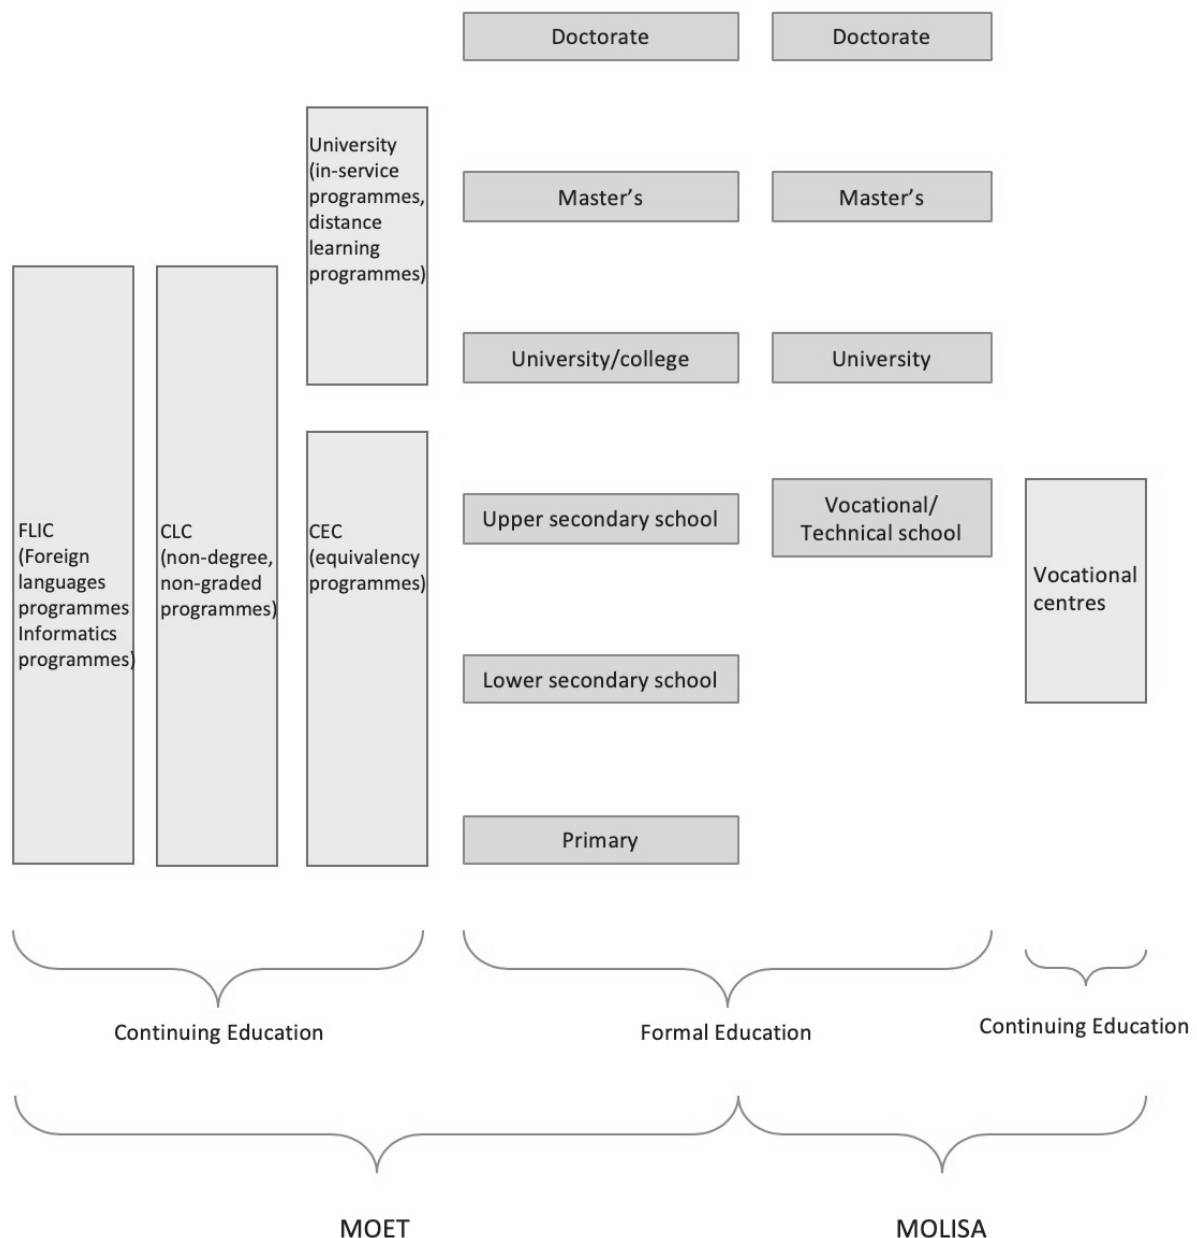 Doctorate
Doctorate
University
(in-service
programmes,
distance
learning
programmes)
Master’s
Master’s
University/college
University
FLIC
(Foreign
languages
programmes
Informatics
programmes)
CLC
(non-degree,
non-graded
programmes)
CEC
(equivalency
programmes)
Upper secondary school
Vocational/
Technical school
Vocational
centres
Lower secondary school
Primary
Continuing Education
Formal Education
Continuing Education
MOET
MOLISA